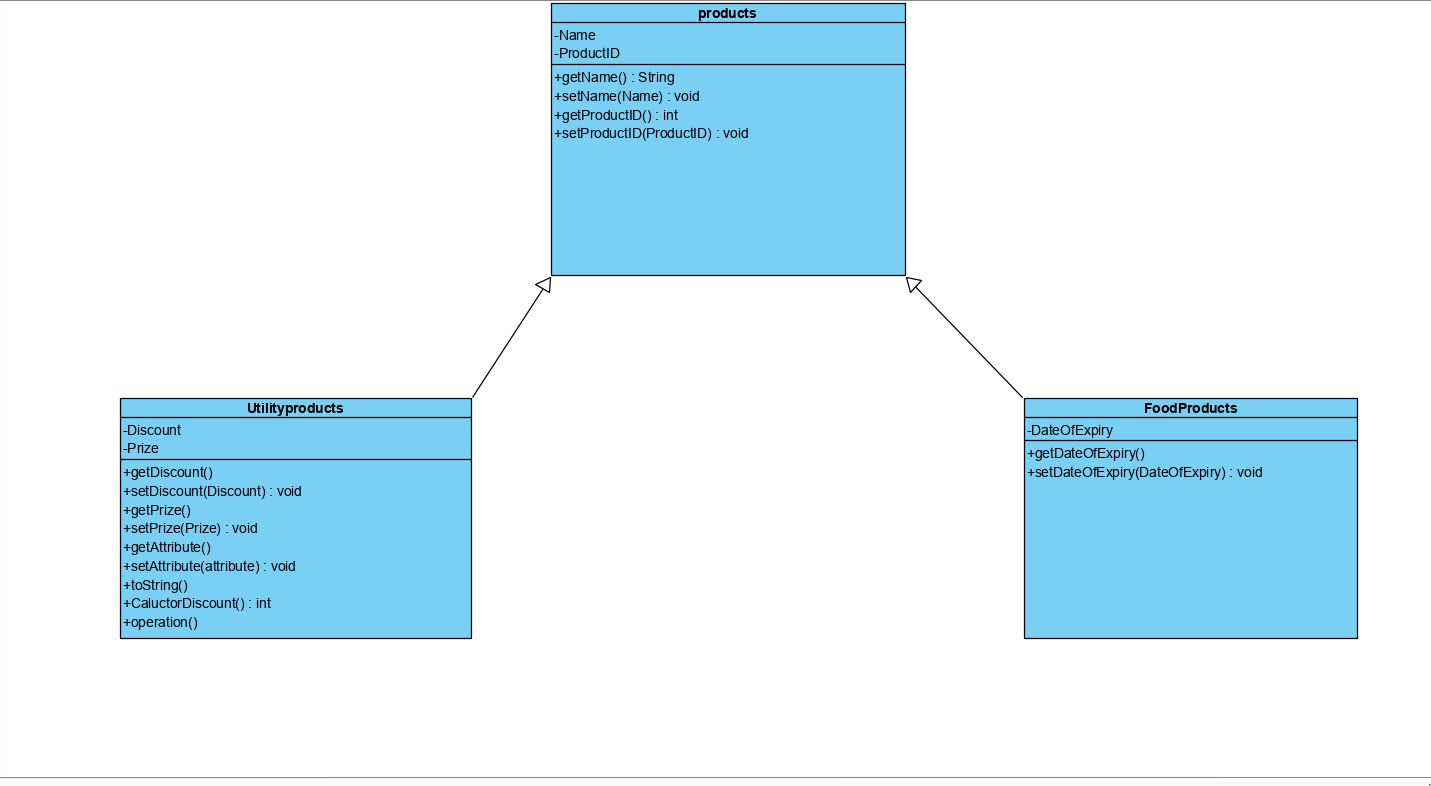 products
-Name
-ProductID
+getName() : String
+setName(Name) : void
+getProductID() : int
+setProductID(ProductID) : void
Utilityproducts
-Discount
-Prize
+getDiscount()
+setDiscount(Discount) : void
+getPrize()
+setPrize(Prize) : void
+getAttribute()
+setAttribute(attribute) : void
+toString()
+CaluctorDiscount() : int
+operation()
FoodProducts
-DateOfExpiry
+getDateOfExpiry()
+setDateOfExpiry(DateOfExpiry) : void